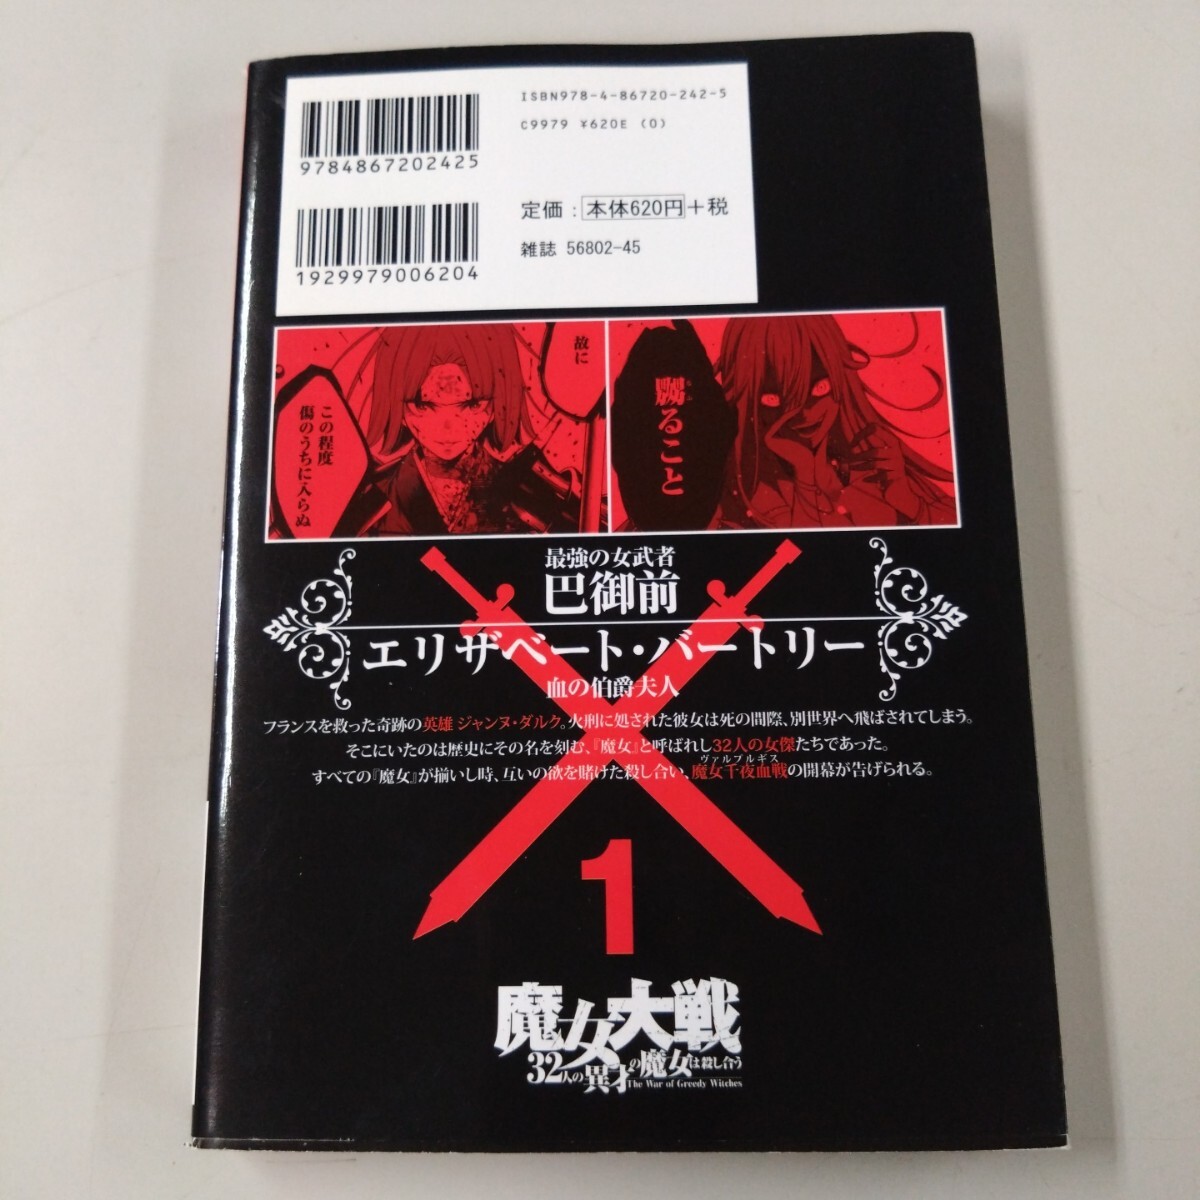 9784867202425
ISBN978-4-86720-242-5
C9979 ¥620E (0)
1929979006204
定価：本体620円＋税
雑誌 56802-45
嬲ること
故に
この程度
傷のうちに入らぬ
最強の女武者
巴御前
エリザベート・バートリー
血の伯爵夫人
フランスを救った奇跡の英雄 ジャンヌ・ダルク。火刑に処された彼女は死の間際、別世界へ飛ばされてしまう。
そこにいたのは歴史にその名を刻む、『魔女』と呼ばれし32人の女傑たちであった。
ヴァルプルギス
すべての『魔女』が揃いし時、互いの欲を賭けた殺し合い、魔女千夜血戦の開幕が告げられる。
1
魔女大戦
32人の異才の魔女は殺し合う
The War of Greedy Witches